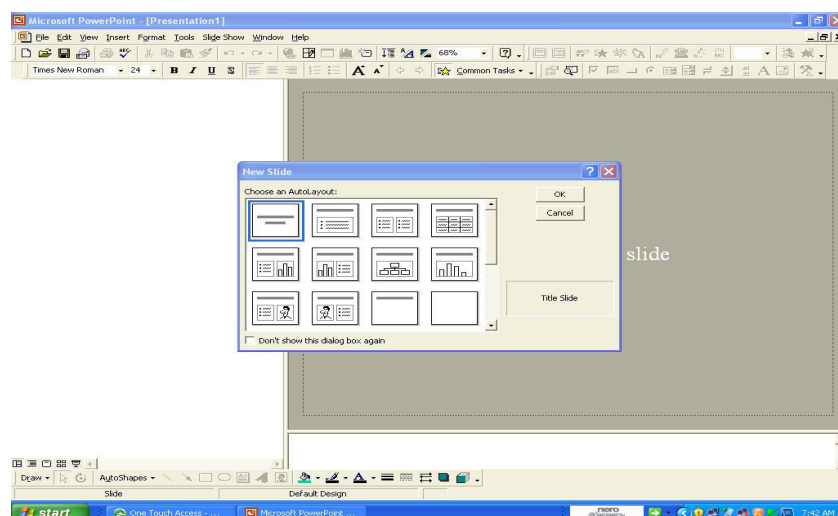 Microsoft PowerPoint - [Presentation1]
File Edit View Insert Format Tools Slide Show Window Help
68%
Times New Roman 24 B I U S A A Common Tasks
New Slide
Choose an AutoLayout:
OK
Cancel
slide
Title Slide
Don't show this dialog box again
Draw AutoShapes
Slide Default Design
start One Touch Access - ... Microsoft PowerPoint ... nero 7:42 AM